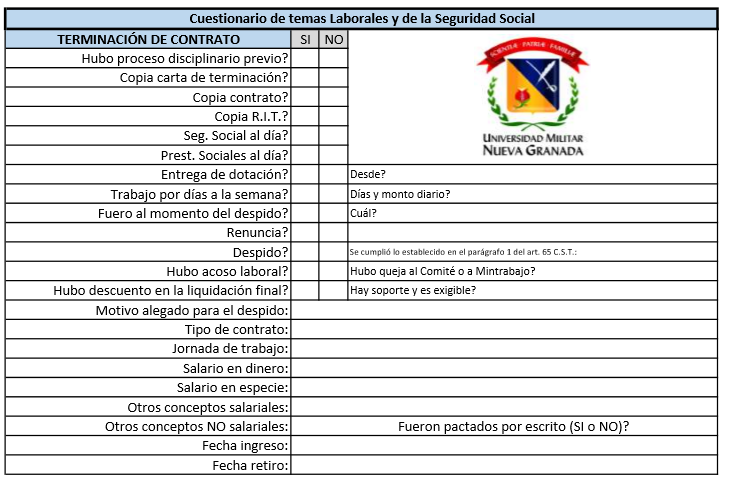 Cuestionario de temas Laborales y de la Seguridad Social
TERMINACIÓN DE CONTRATO SI NO
SCIENTIÆ PATRIÆ FAMILIÆ
UNIVERSIDAD MILITAR
NUEVA GRANADA
Hubo proceso disciplinario previo?
Copia carta de terminación?
Copia contrato?
Copia R.I.T.?
Seg. Social al día?
Prest. Sociales al día?
Entrega de dotación? Desde?
Trabajo por días a la semana? Días y monto diario?
Fuero al momento del despido? Cuál?
Renuncia?
Despido? Se cumplió lo establecido en el parágrafo 1 del art. 65 C.S.T.:
Hubo acoso laboral? Hubo queja al Comité o a Mintrabajo?
Hubo descuento en la liquidación final? Hay soporte y es exigible?
Motivo alegado para el despido:
Tipo de contrato:
Jornada de trabajo:
Salario en dinero:
Salario en especie:
Otros conceptos salariales:
Otros conceptos NO salariales: Fueron pactados por escrito (SI o NO)?
Fecha ingreso:
Fecha retiro: